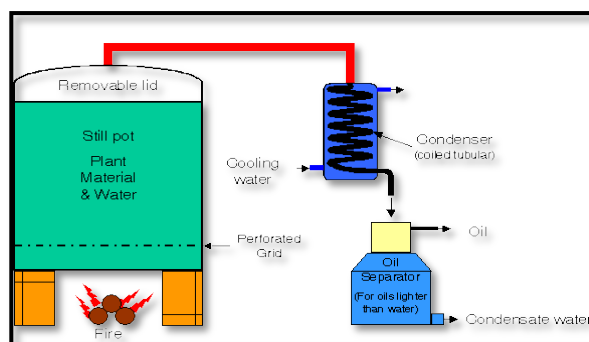 Removable lid
Still pot
Plant
Material
& Water
Perforated
Grid
Fire
Cooling
water
Condenser
(coiled tubular)
Oil
Oil
Separator
(For oils lighter
than water)
Condensate water